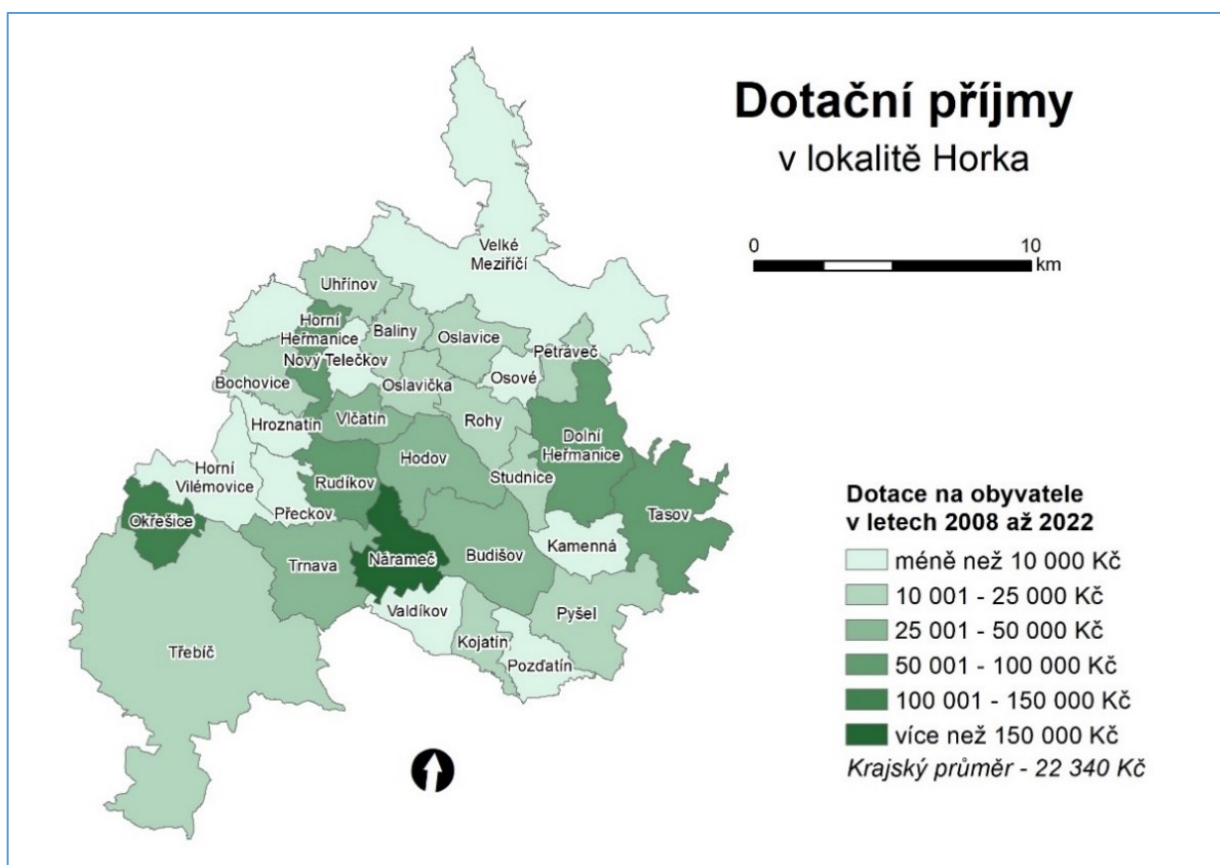 Dotační příjmy
v lokalitě Horka
0
10
km
Velké
Meziříčí
Uhřínov
Horní
Heřmanice
Baliny
Oslavice
Petráveč
Nový Telečkov
Osové
Bochovice
Oslavička
Hroznatín
Vlčatín
Rohy
Dolní
Heřmanice
Horní
Vilémovice
Rudíkov
Hodov
Studnice
Přeckov
Okřešice
Tasov
Trnava
Nárameč
Budišov
Kamenná
Valdíkov
Pyšel
Kojatín
Pozďatín
Třebíč
Dotace na obyvatele
v letech 2008 až 2022
méně než 10 000 Kč
10 001 - 25 000 Kč
25 001 - 50 000 Kč
50 001 - 100 000 Kč
100 001 - 150 000 Kč
více než 150 000 Kč
Krajský průměr - 22 340 Kč